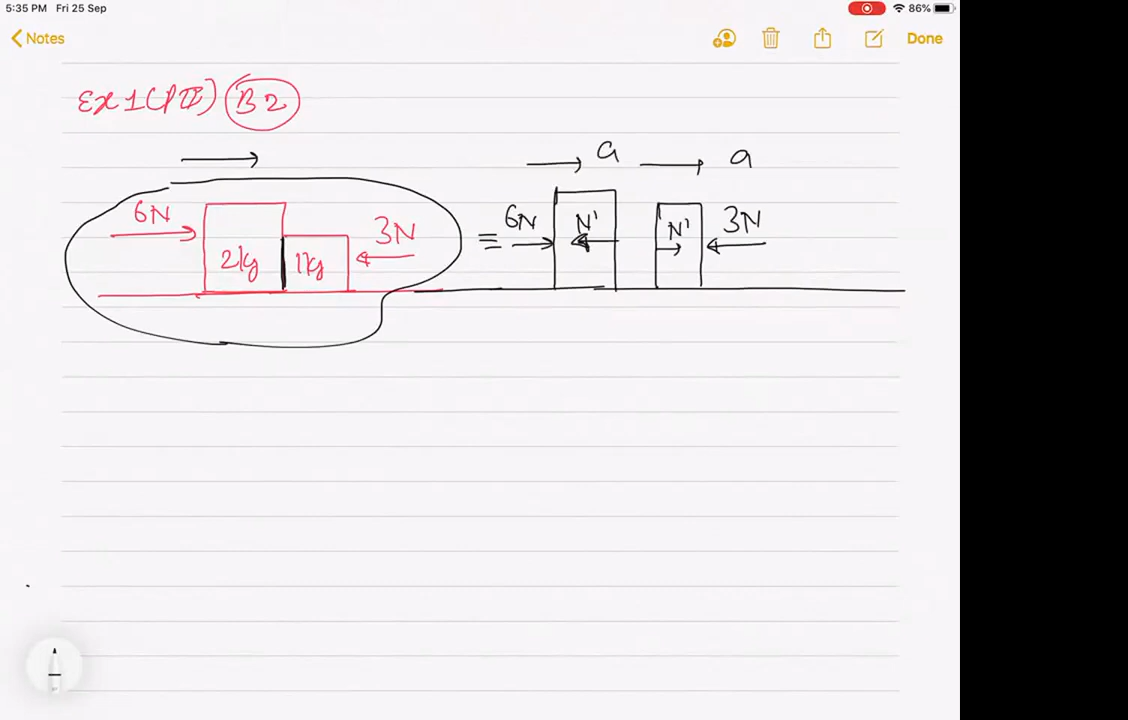 5:35 PM Fri 25 Sep
86%
Notes
Done
Ex 1 (PII) B2
a
a
6N
2kg
1kg
3N
≡
6N
N'
N'
3N